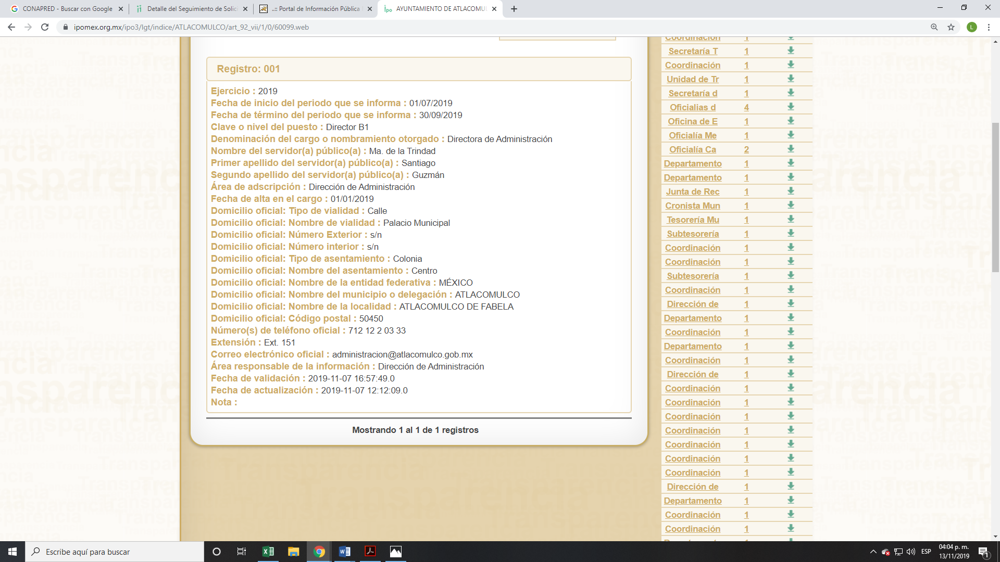 CONAPRED - Buscar con Google
Detalle del Seguimiento de Solici
..:: Portal de Información Pública
AYUNTAMIENTO DE ATLACOMUL
ipomex.org.mx/ipo3/lgt/indice/ATLACOMULCO/art_92_vii/1/0/60099.web
L
Registro: 001
Ejercicio : 2019
Fecha de inicio del periodo que se informa : 01/07/2019
Fecha de término del periodo que se informa : 30/09/2019
Clave o nivel del puesto : Director B1
Denominación del cargo o nombramiento otorgado : Directora de Administración
Nombre del servidor(a) público(a) : Ma. de la Trindad
Primer apellido del servidor(a) público(a) : Santiago
Segundo apellido del servidor(a) público(a) : Guzmán
Área de adscripción : Dirección de Administración
Fecha de alta en el cargo : 01/01/2019
Domicilio oficial: Tipo de vialidad : Calle
Domicilio oficial: Nombre de vialidad : Palacio Municipal
Domicilio oficial: Número Exterior : s/n
Domicilio oficial: Número interior : s/n
Domicilio oficial: Tipo de asentamiento : Colonia
Domicilio oficial: Nombre del asentamiento : Centro
Domicilio oficial: Nombre de la entidad federativa : MÉXICO
Domicilio oficial: Nombre del municipio o delegación : ATLACOMULCO
Domicilio oficial: Nombre de la localidad : ATLACOMULCO DE FABELA
Domicilio oficial: Código postal : 50450
Número(s) de teléfono oficial : 712 12 2 03 33
Extensión : Ext. 151
Correo electrónico oficial : administracion@atlacomulco.gob.mx
Área responsable de la información : Dirección de Administración
Fecha de validación : 2019-11-07 16:57:49.0
Fecha de actualización : 2019-11-07 12:12:09.0
Nota :
Mostrando 1 al 1 de 1 registros
Coordinación 1
Secretaría T 1
Coordinación 1
Unidad de Tr 1
Secretaría d 1
Oficialias d 4
Oficina de E 1
Oficialía Me 1
Oficialía Ca 2
Departamento 1
Departamento 1
Junta de Rec 1
Cronista Mun 1
Tesorería Mu 1
Subtesorería 1
Coordinación 1
Coordinación 1
Subtesorería 1
Coordinación 1
Dirección de 1
Departamento 1
Coordinación 1
Departamento 1
Coordinación 1
Dirección de 1
Coordinación 1
Coordinación 1
Coordinación 1
Coordinación 1
Coordinación 1
Coordinación 1
Coordinación 1
Dirección de 1
Departamento 1
Coordinación 1
Coordinación 1
Escribe aquí para buscar
ESP
04:04 p. m.
13/11/2019
1